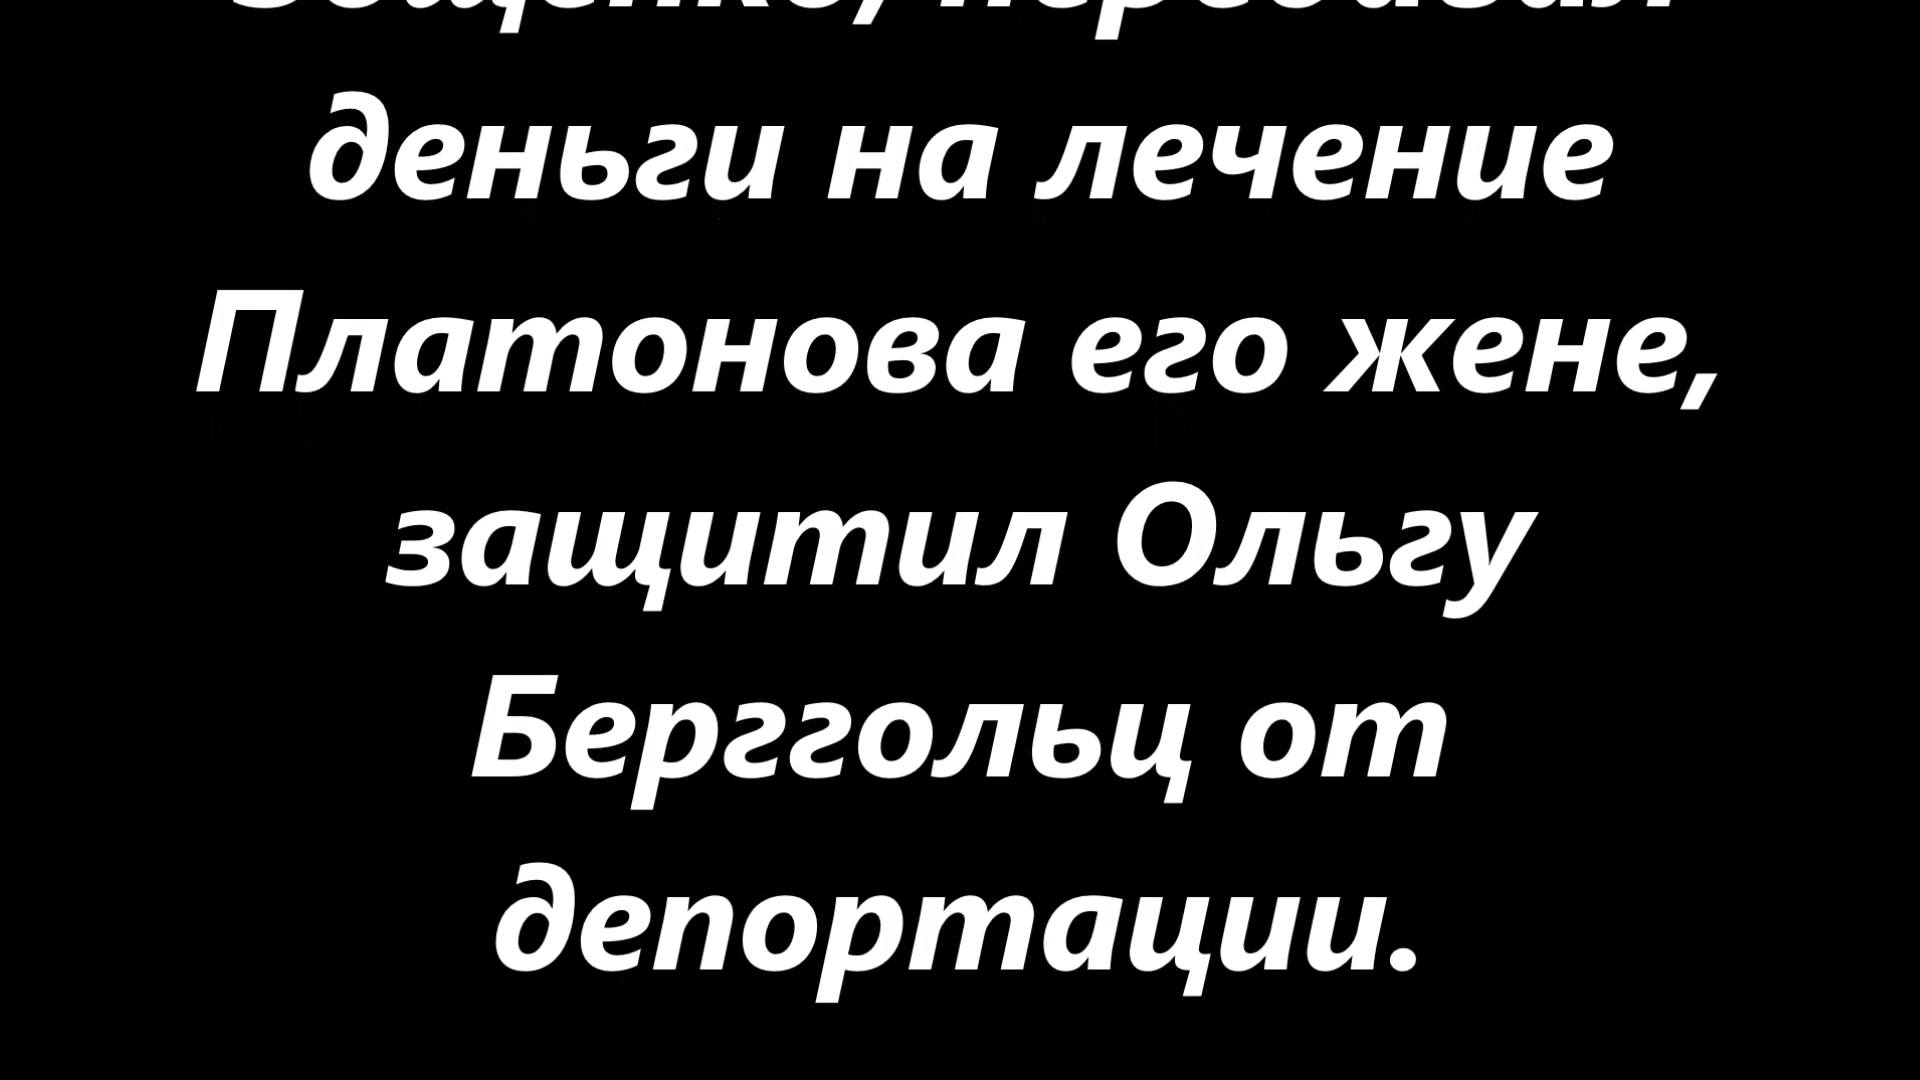 деньги на лечение
Платонова его жене,
защитил Ольгу
Берггольц от
депортации.